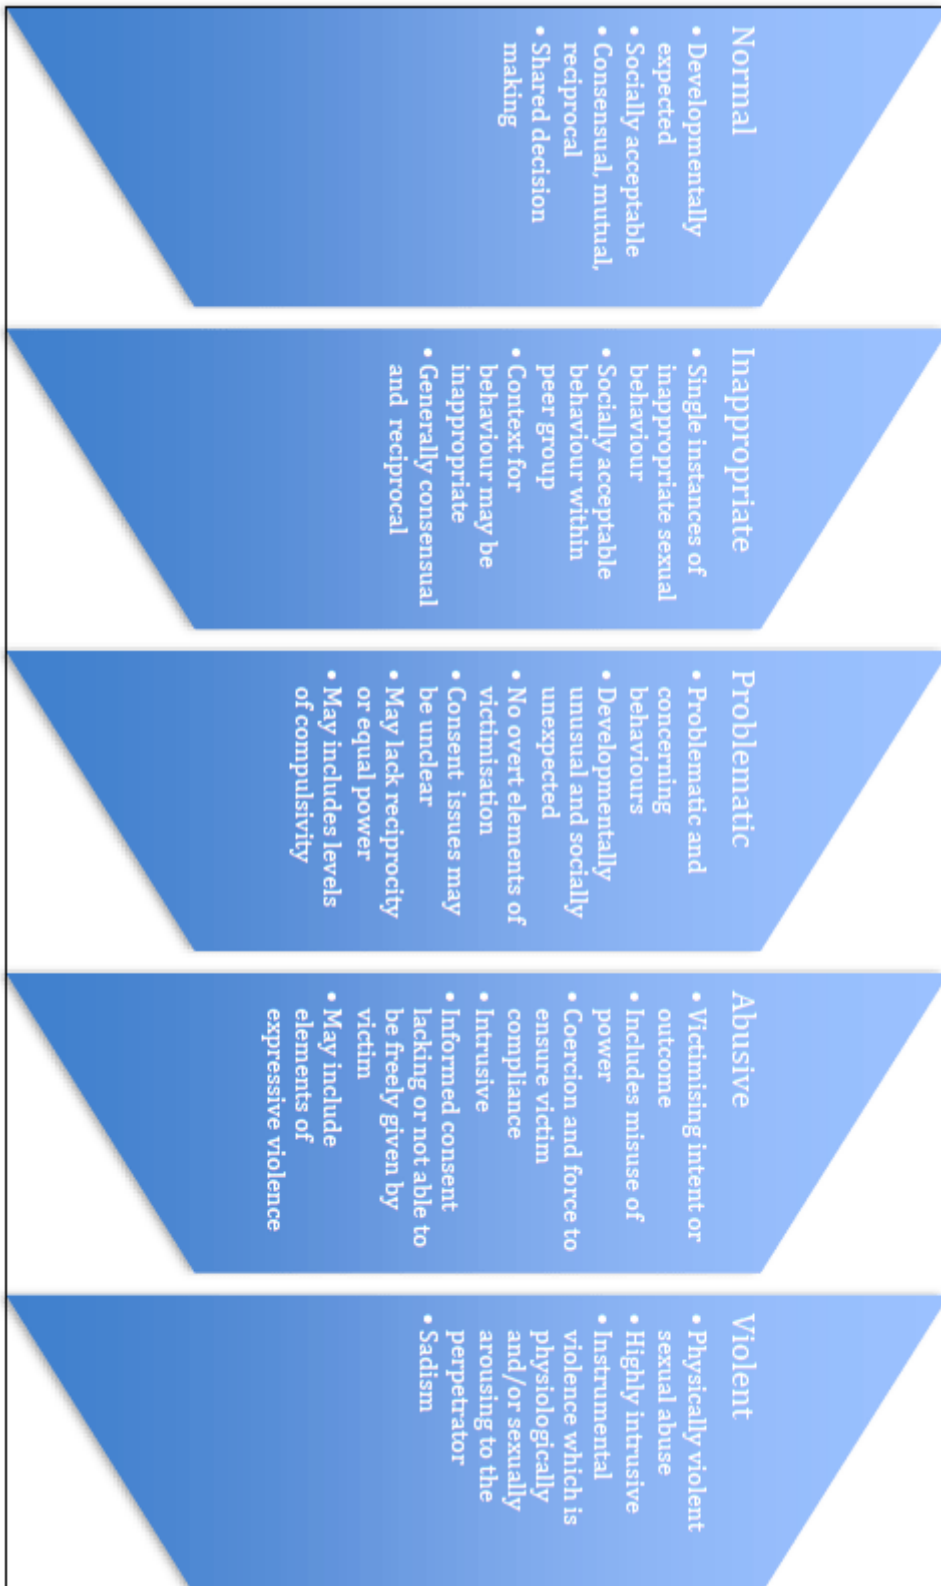 Normal
• Developmentally
expected
• Socially acceptable
• Consensual, mutual,
reciprocal
• Shared decision
making
Inappropriate
• Single instances of
inappropriate sexual
behaviour
• Socially acceptable
behaviour within
peer group
• Context for
behaviour may be
inappropriate
• Generally consensual
and reciprocal
Problematic
• Problematic and
concerning
behaviours
• Developmentally
unusual and socially
unexpected
• No overt elements of
victimisation
• Consent issues may
be unclear
• May lack reciprocity
or equal power
• May includes levels
of compulsivity
Abusive
• Victimising intent or
outcome
• Includes misuse of
power
• Coercion and force to
ensure victim
compliance
• Intrusive
• Informed consent
lacking or not able to
be freely given by
victim
• May include
elements of
expressive violence
Violent
• Physically violent
sexual abuse
• Highly intrusive
• Instrumental
violence which is
physiologically
and/or sexually
arousing to the
perpetrator
• Sadism